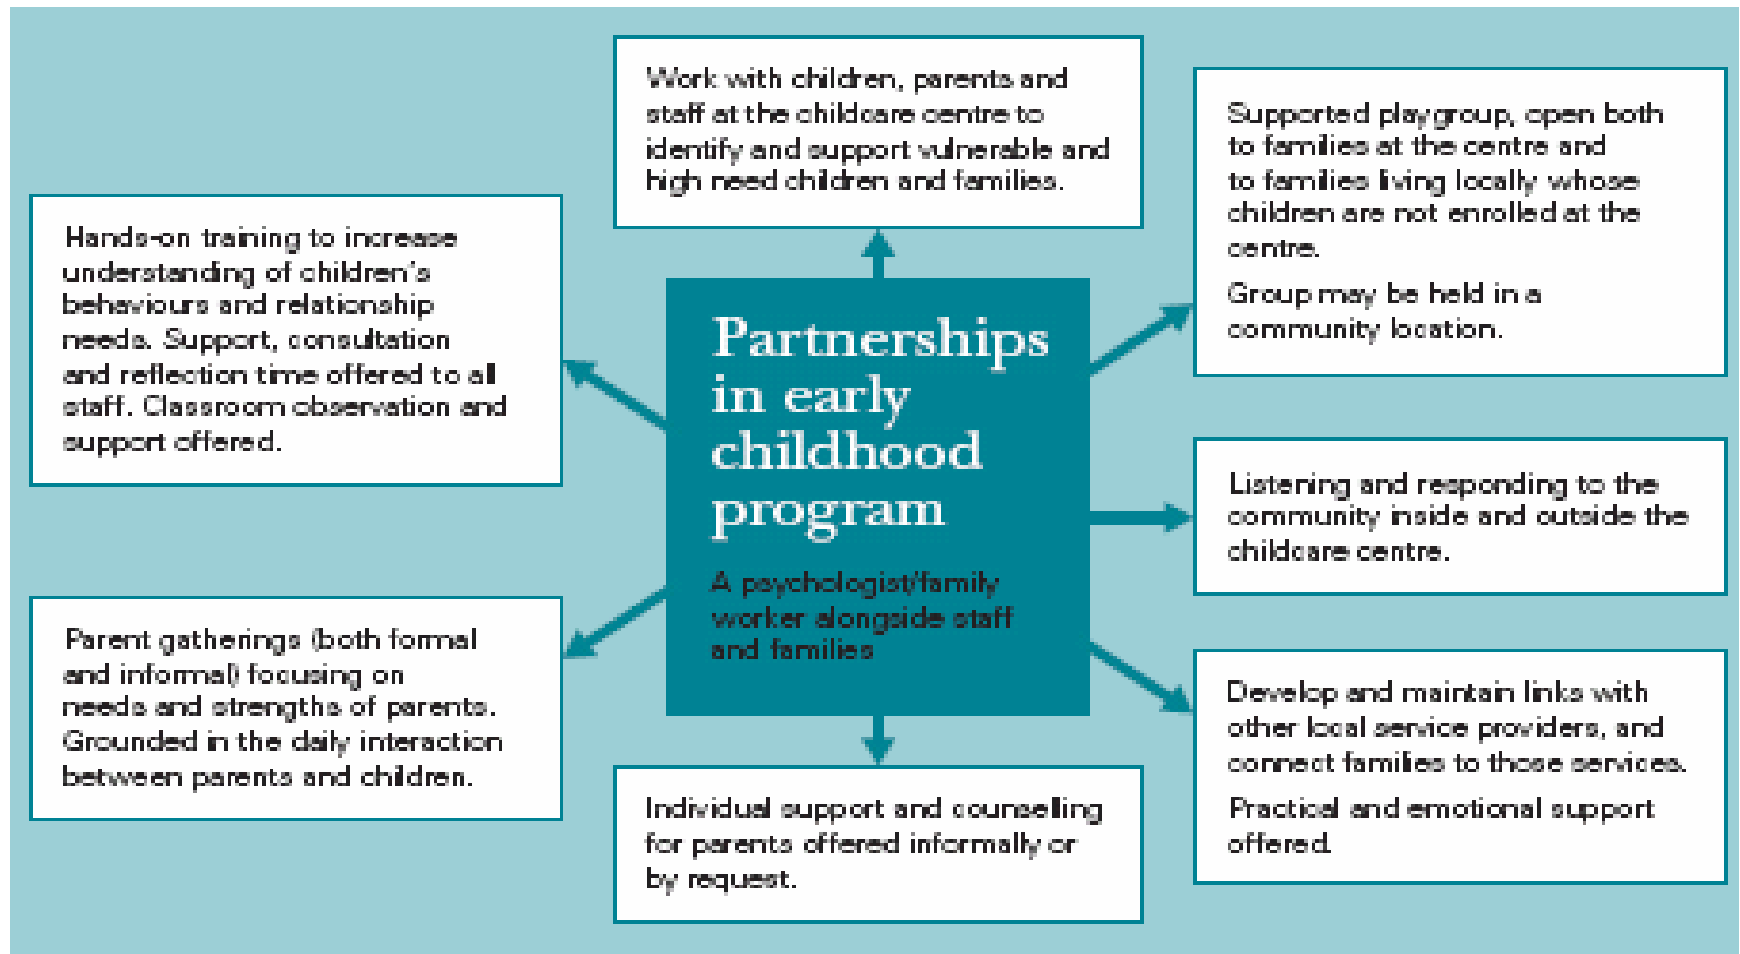 Work with children, parents and
staff at the childcare centre to
identify and support vulnerable and
high need children and families.
Supported playgroup, open both
to families at the centre and
to families living locally whose
children are not enrolled at the
centre.
Group may be held in a
community location.
Hands-on training to increase
understanding of children's
behaviours and relationship
needs. Support, consultation
and reflection time offered to all
staff. Classroom observation and
support offered.
Partnerships
in early
childhood
program
A psychologist/family
worker alongside staff
and families
Listening and responding to the
community inside and outside the
childcare centre.
Parent gatherings (both formal
and informal) focusing on
needs and strengths of parents.
Grounded in the daily interaction
between parents and children.
Develop and maintain links with
other local service providers, and
connect families to those services.
Practical and emotional support
offered.
Individual support and counselling
for parents offered informally or
by request.